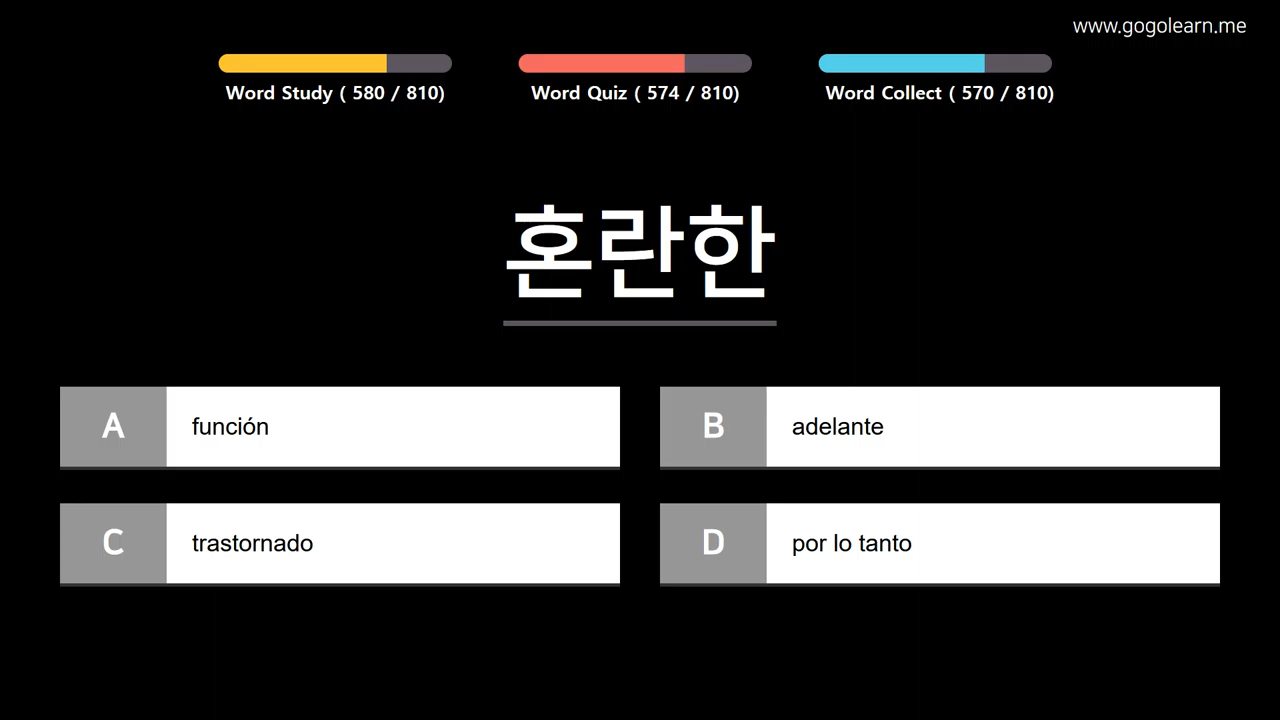 www.gogolearn.me
Word Study ( 580 / 810)
Word Quiz ( 574 / 810)
Word Collect ( 570 / 810)
혼란한
A función
B adelante
C trastornado
D por lo tanto